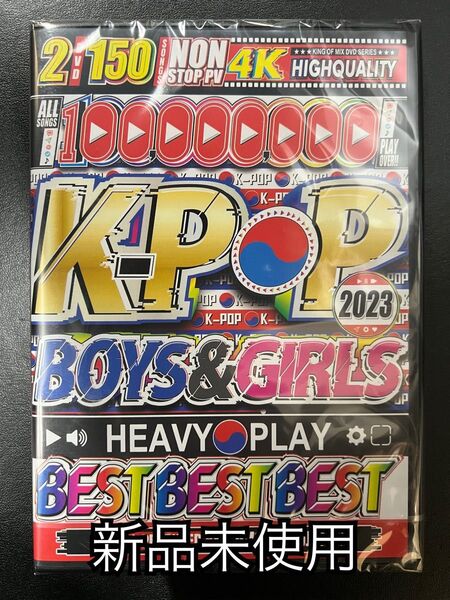 2 DVD 150 SONGS NON STOP.PV 4K KING OF MIX DVD SERIES HIGHQUALITY
ALL SONGS 100,000,000 PLAY OVER!!
K-POP
K-POP 2023
BOYS&GIRLS
HEAVY PLAY
BEST BEST BEST
新品未使用